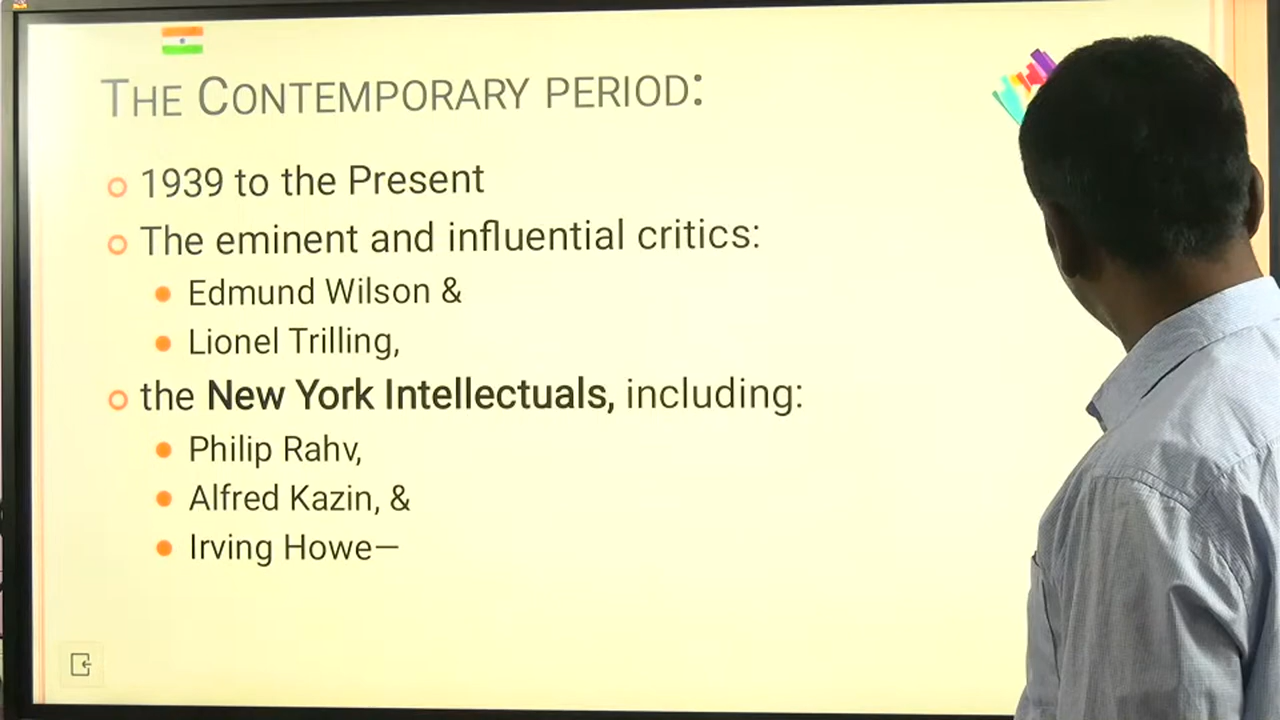 THE CONTEMPORARY PERIOD:
1939 to the Present
The eminent and influential critics:
Edmund Wilson &
Lionel Trilling,
the New York Intellectuals, including:
Philip Rahv,
Alfred Kazin, &
Irving Howe—